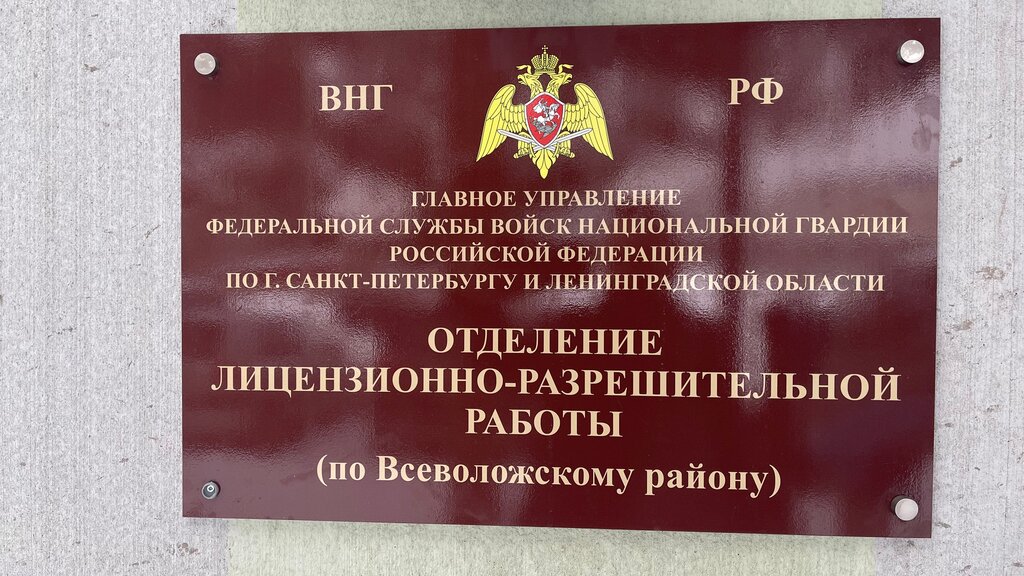 ВНГ РФ
ГЛАВНОЕ УПРАВЛЕНИЕ
ФЕДЕРАЛЬНОЙ СЛУЖБЫ ВОЙСК НАЦИОНАЛЬНОЙ ГВАРДИИ
РОССИЙСКОЙ ФЕДЕРАЦИИ
ПО Г. САНКТ-ПЕТЕРБУРГУ И ЛЕНИНГРАДСКОЙ ОБЛАСТИ
ОТДЕЛЕНИЕ
ЛИЦЕНЗИОННО-РАЗРЕШИТЕЛЬНОЙ
РАБОТЫ
(по Всеволожскому району)